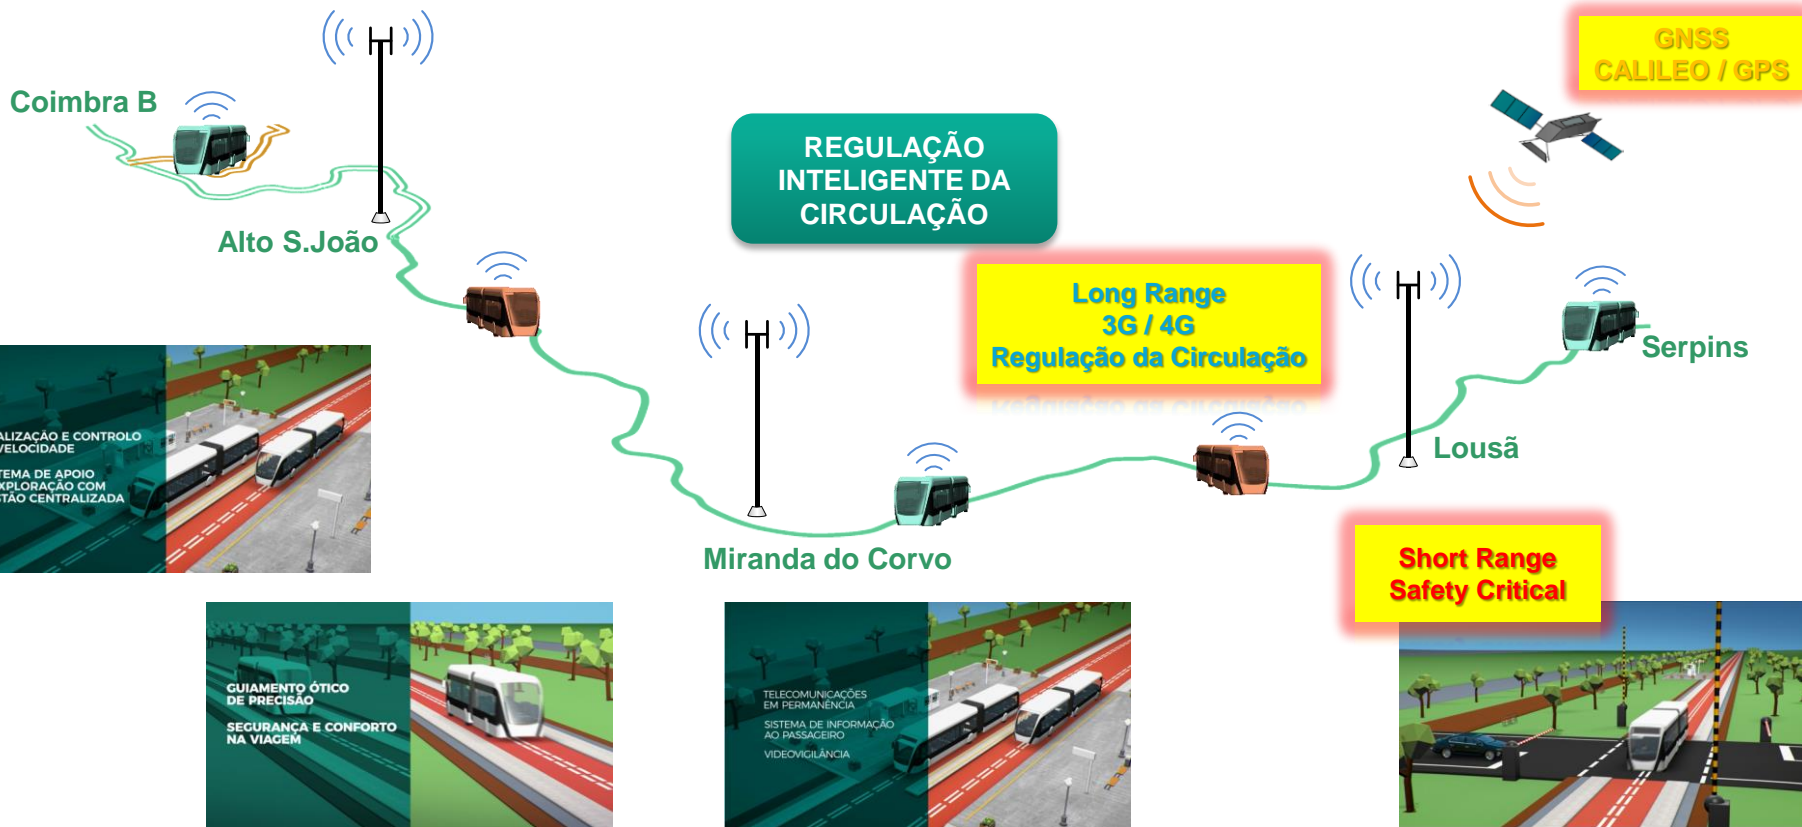 GNSS
CALILEO / GPS
Coimbra B
REGULAÇÃO
INTELIGENTE DA
CIRCULAÇÃO
Alto S.João
Long Range
3G / 4G
Regulação da Circulação
Serpins
Lousã
ALIZAÇÃO E CONTROLO
VELOCIDADE
TEMA DE APOIO
XPLORAÇÃO COM
STÃO CENTRALIZADA
Miranda do Corvo
Short Range
Safety Critical
GUIAMENTO ÓTICO
DE PRECISÃO
SEGURANÇA E CONFORTO
NA VIAGEM
TELECOMUNICAÇÕES
EM PERMANÊNCIA
SISTEMA DE INFORMAÇÃO
AO PASSAGEIRO
VIDEOVIGILÂNCIA